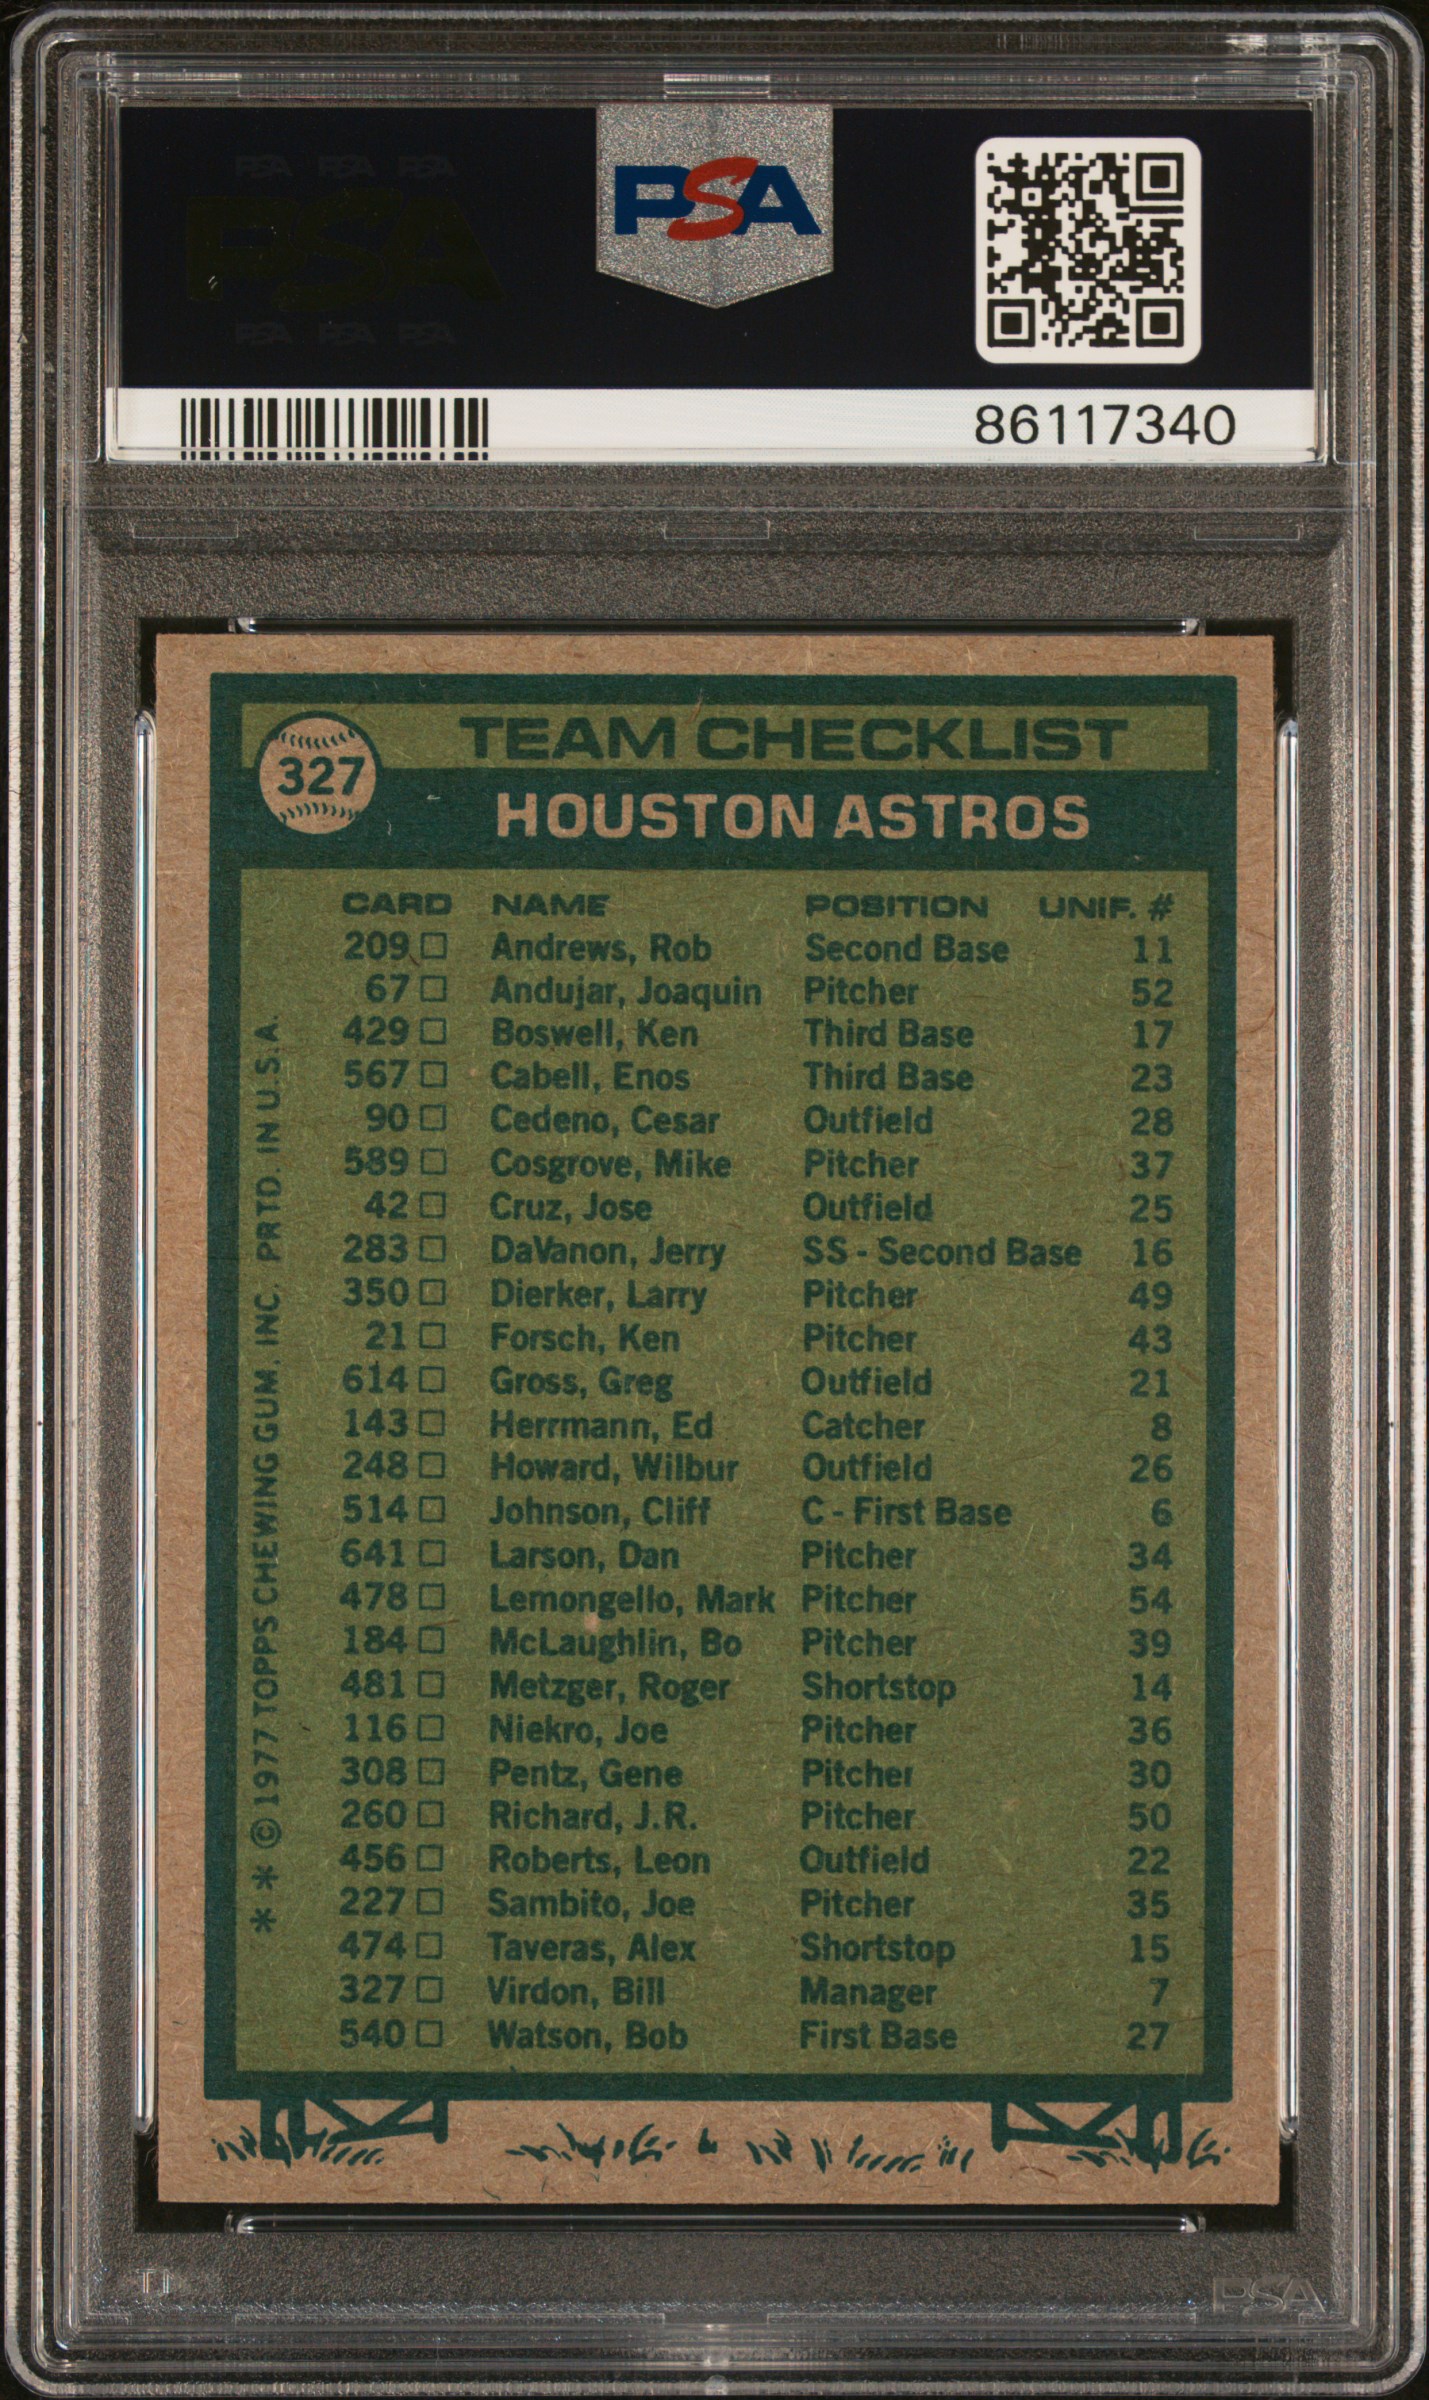 PSA PSA PSA
PSA
PSA PSA PSA
PSA
86117340
327
TEAM CHECKLIST
HOUSTON ASTROS
CARD NAME POSITION UNIF. #
209 Andrews, Rob Second Base 11
67 Andujar, Joaquin Pitcher 52
429 Boswell, Ken Third Base 17
567 Cabell, Enos Third Base 23
90 Cedeno, Cesar Outfield 28
589 Cosgrove, Mike Pitcher 37
42 Cruz, Jose Outfield 25
283 DaVanon, Jerry SS - Second Base 16
350 Dierker, Larry Pitcher 49
21 Forsch, Ken Pitcher 43
614 Gross, Greg Outfield 21
143 Herrmann, Ed Catcher 8
248 Howard, Wilbur Outfield 26
514 Johnson, Cliff C - First Base 6
641 Larson, Dan Pitcher 34
478 Lemongello, Mark Pitcher 54
184 McLaughlin, Bo Pitcher 39
481 Metzger, Roger Shortstop 14
116 Niekro, Joe Pitcher 36
308 Pentz, Gene Pitcher 30
260 Richard, J.R. Pitcher 50
456 Roberts, Leon Outfield 22
227 Sambito, Joe Pitcher 35
474 Taveras, Alex Shortstop 15
327 Virdon, Bill Manager 7
540 Watson, Bob First Base 27
* * © 1977 TOPPS CHEWING GUM, INC. PRTD. IN U.S.A.
PSA